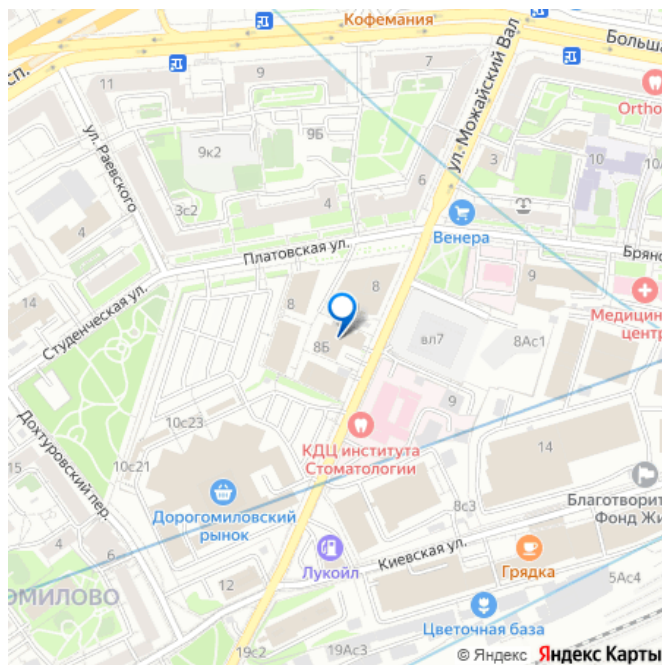 Кофемания
СП.
11
9
7
Больша
ул. Можайский Вал
Ortho
ул. Раевского
9Б
9к2
3
10
10/
6
3с2
4
4
Венера
Платовская ул.
Брянс
8
9
14
8
Студенческая ул.
Медицин
центр
вл7
8Ас1
8Б
9
10с23
КДЦ института
Стоматологии
14
Дохтуровский пер.
15
10с21
Дорогомиловский
рынок
8с3
Благотворит
Фонд Жи
4
6
Киевская ул.
Лукойл
Грядка
12
5Ас4
ОМИЛОВО
Цветочная база
19с2
19Ас3
© Яндекс Яндекс Карты